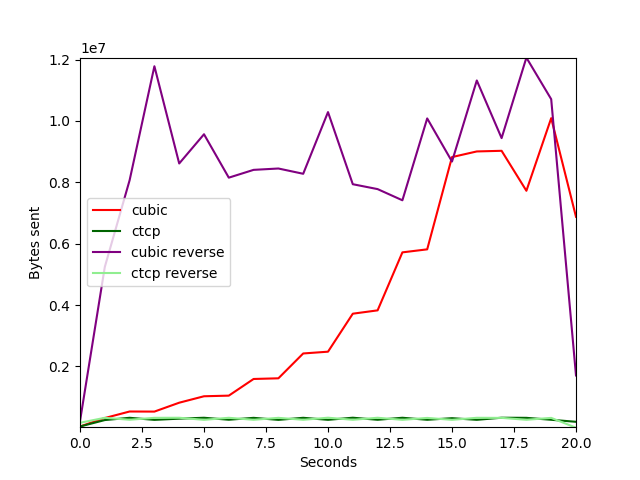 1e7
1.2
1.0
0.8
0.6
0.4
0.2
Bytes sent
cubic
ctcp
cubic reverse
ctcp reverse
0.0 2.5 5.0 7.5 10.0 12.5 15.0 17.5 20.0
Seconds